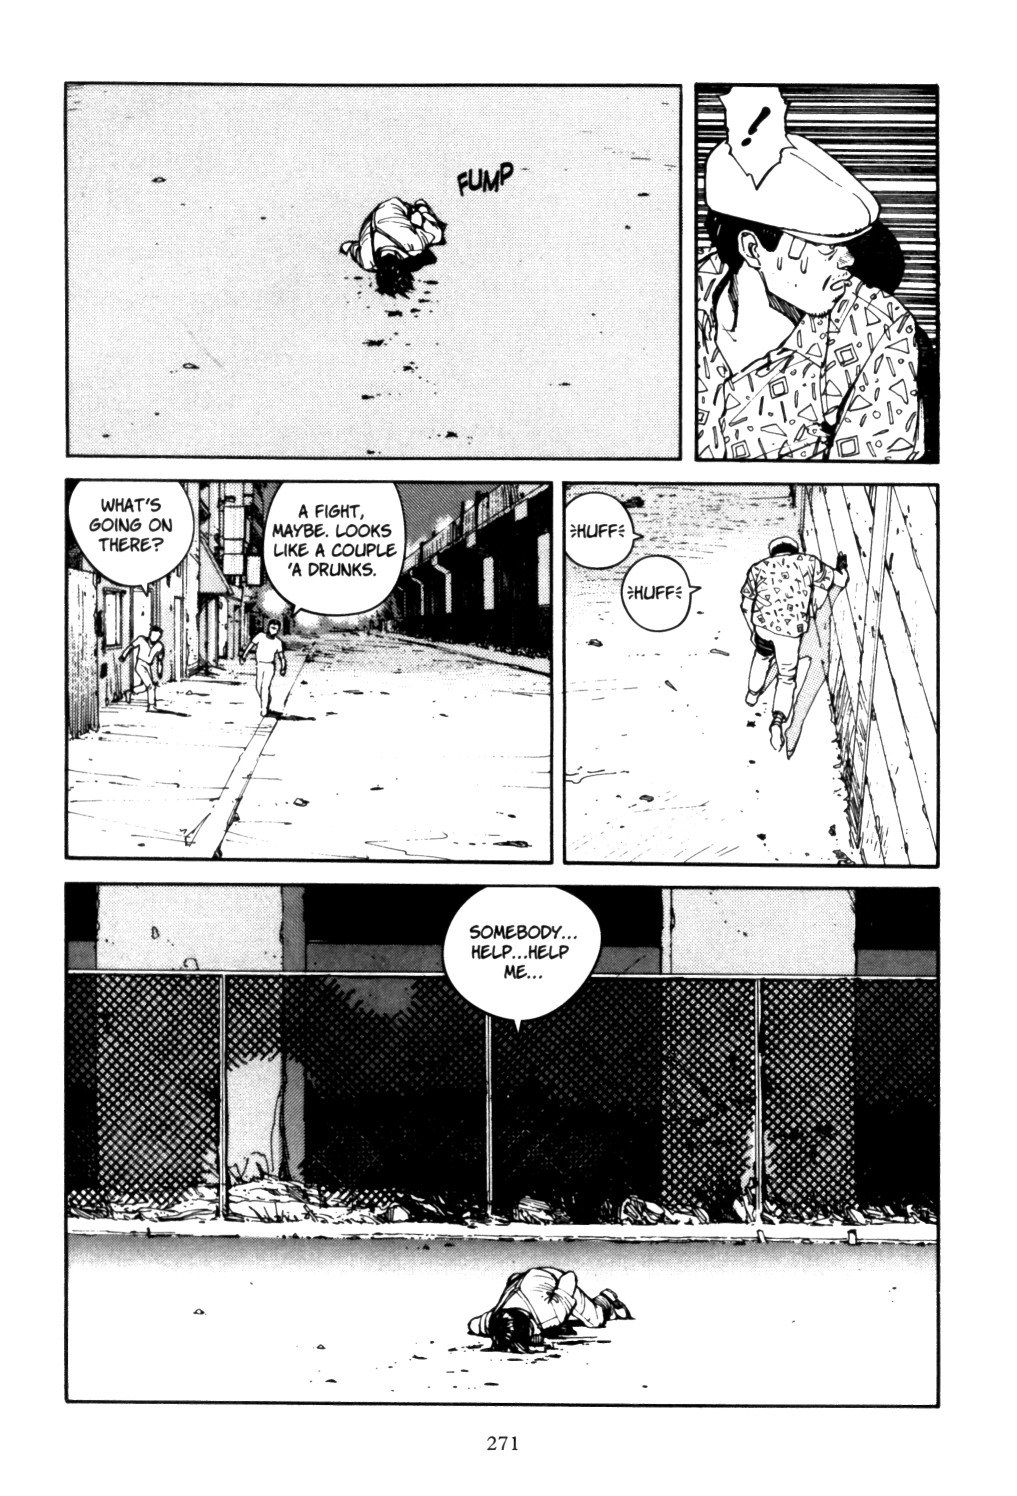 FUMP
!
WHAT'S
GOING ON
THERE?
A FIGHT,
MAYBE. LOOKS
LIKE A COUPLE
'A DRUNKS.
HUFF
HUFF
SOMEBODY...
HELP...HELP
ME...
271